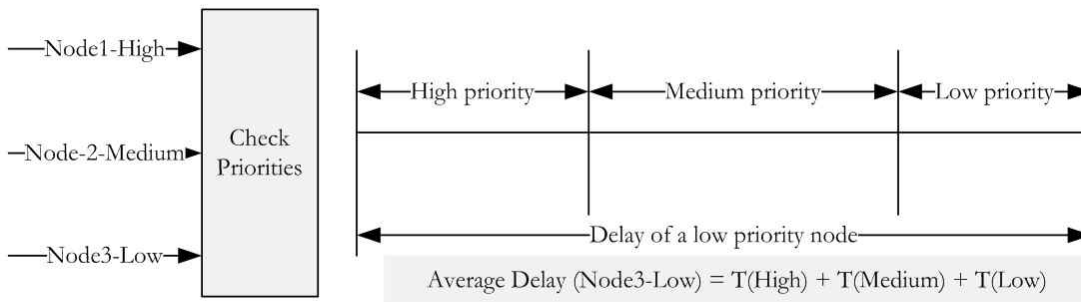 Node1-High
Node-2-Medium
Node3-Low
Check
Priorities
High priority
Medium priority
Low priority
Delay of a low priority node
Average Delay (Node3-Low) = T(High) + T(Medium) + T(Low)